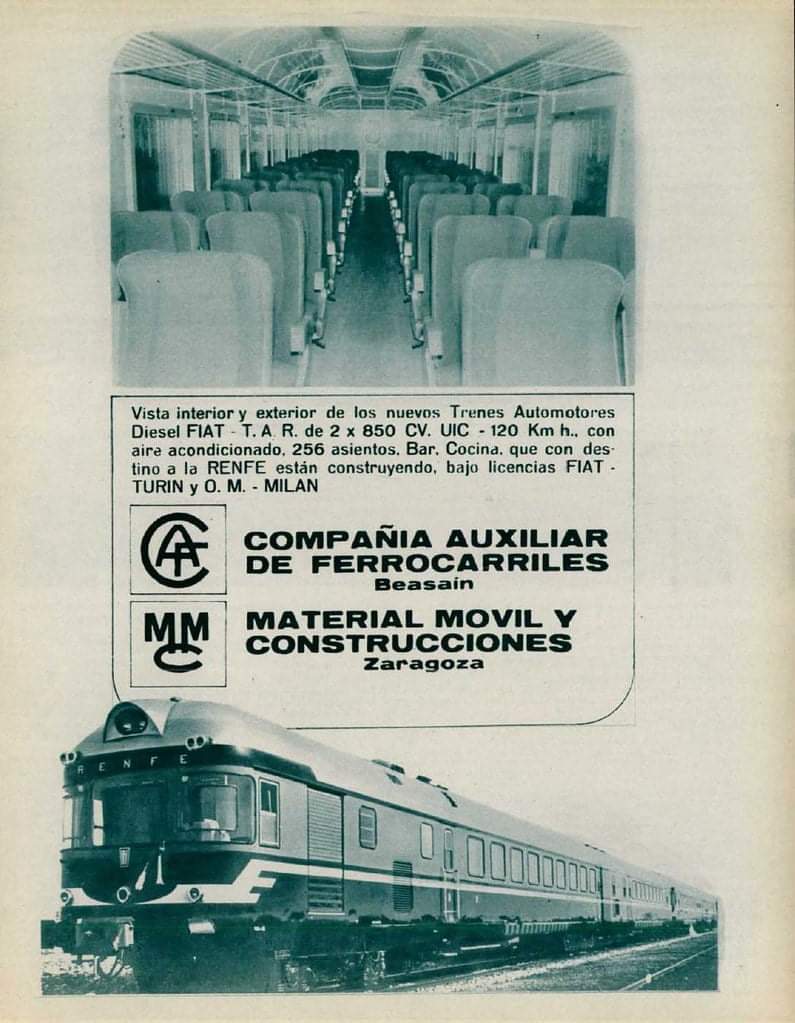 Vista interior y exterior de los nuevos Trenes Automotores
Diesel FIAT - T. A. R. de 2 x 850 CV. UIC - 120 Km h., con
aire acondicionado, 256 asientos. Bar, Cocina, que con des-
tino a la RENFE están construyendo, bajo licencias FIAT -
TURIN y O. M. - MILAN
CAF
COMPAÑIA AUXILIAR
DE FERROCARRILES
Beasaín
MMC
MATERIAL MOVIL Y
CONSTRUCCIONES
Zaragoza
RENFE